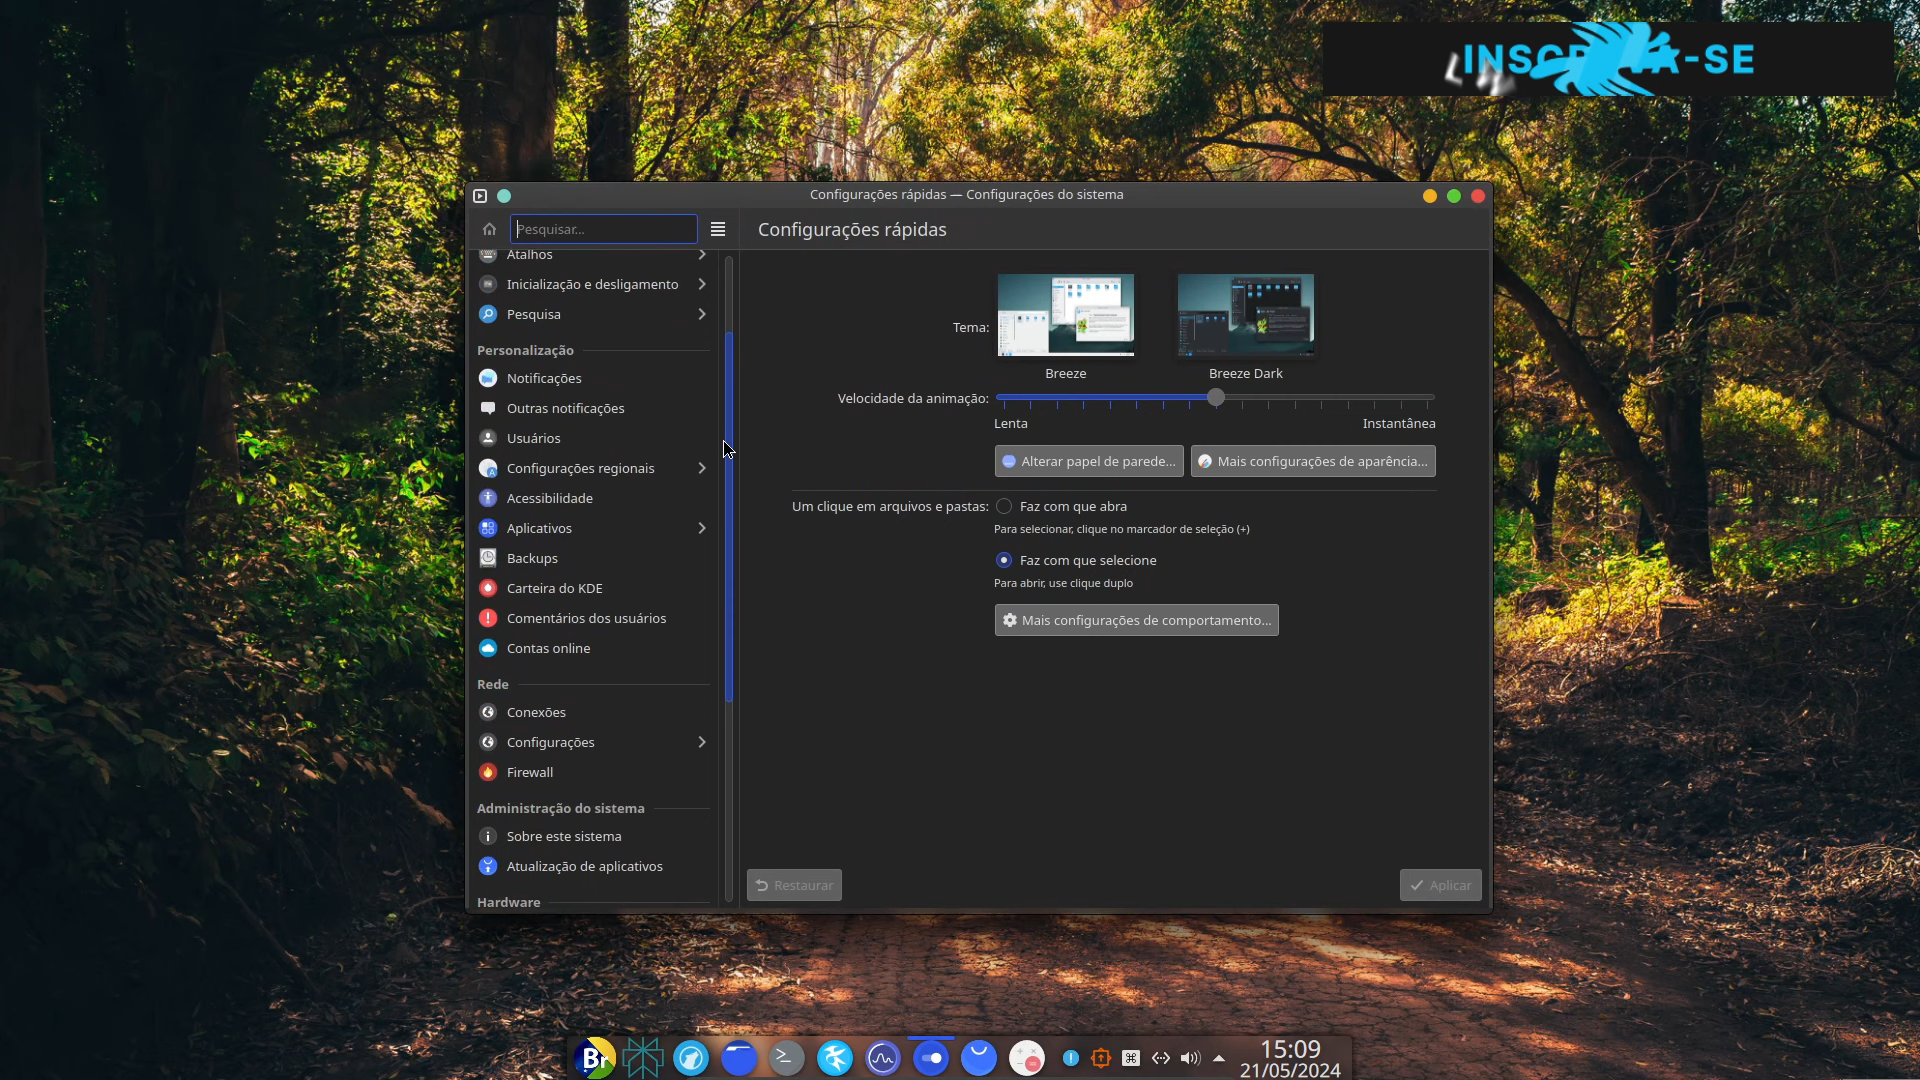 INSC A-SE
Configurações rápidas — Configurações do sistema
Pesquisar...
Configurações rápidas
Atalhos
Inicialização e desligamento
Pesquisa
Personalização
Notificações
Outras notificações
Usuários
Configurações regionais
Acessibilidade
Aplicativos
Backups
Carteira do KDE
Comentários dos usuários
Contas online
Rede
Conexões
Configurações
Firewall
Administração do sistema
Sobre este sistema
Atualização de aplicativos
Hardware
Tema:
Breeze
Breeze Dark
Velocidade da animação:
Lenta
Instantânea
Alterar papel de parede...
Mais configurações de aparência...
Um clique em arquivos e pastas:
Faz com que abra
Para selecionar, clique no marcador de seleção (+)
Faz com que selecione
Para abrir, use clique duplo
Mais configurações de comportamento...
Restaurar
Aplicar
Br
15:09
21/05/2024